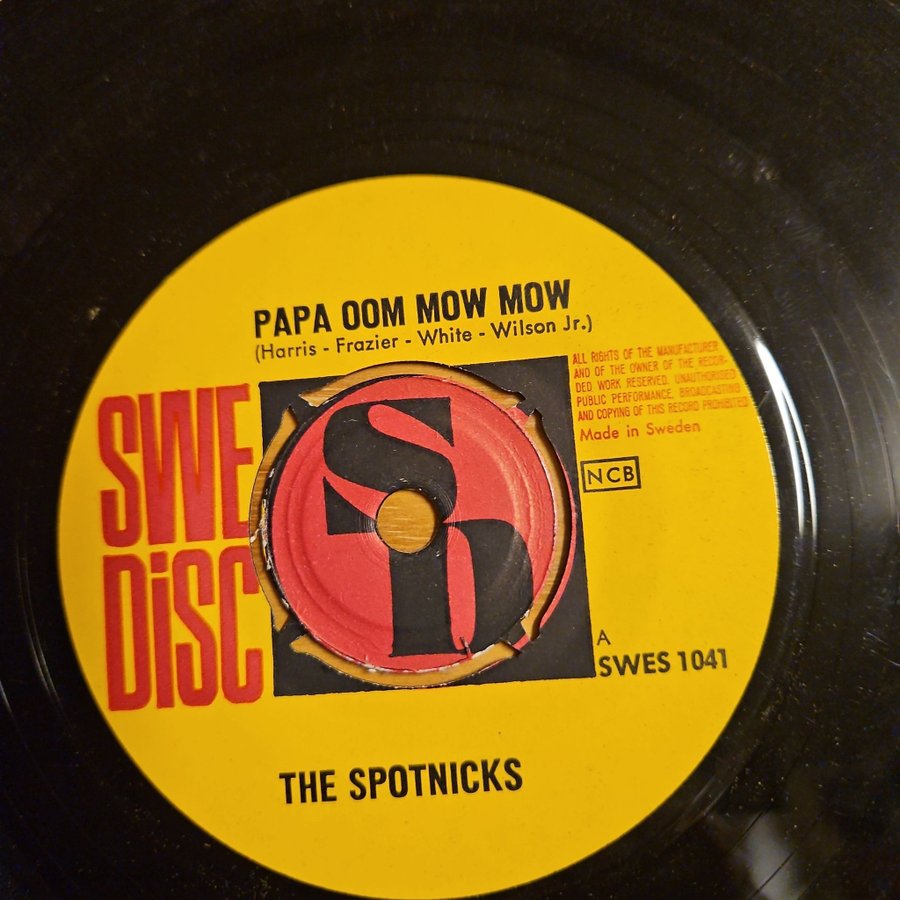 PAPA OOM MOW MOW
(Harris - Frazier - White - Wilson Jr.)
ALL RIGHTS OF THE MANUFACTURER
AND OF THE OWNER OF THE RECOR-
DED WORK RESERVED. UNAUTHORISED
PUBLIC PERFORMANCE, BROADCASTING
AND COPYING OF THIS RECORD PROHIBITED
Made in Sweden
NCB
SWE
DiSC
SD
A
SWES 1041
THE SPOTNICKS